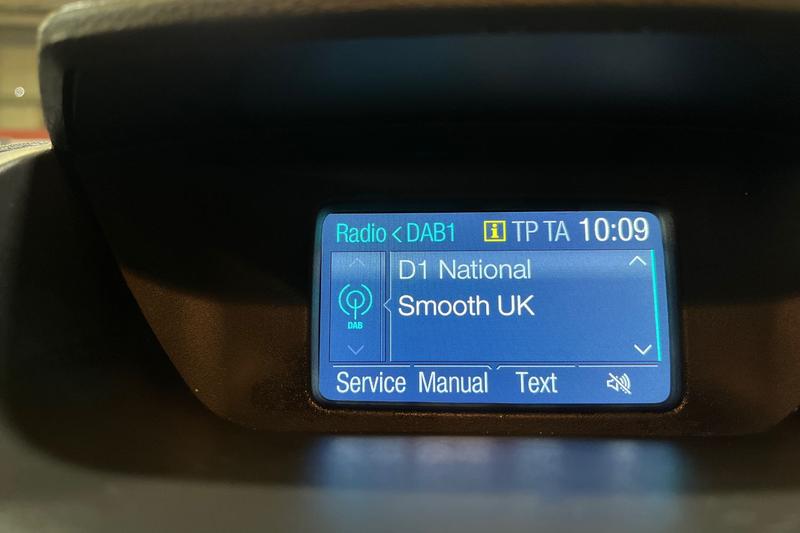 Radio < DAB1 i TP TA 10:09
D1 National
Smooth UK
DAB
Service Manual Text